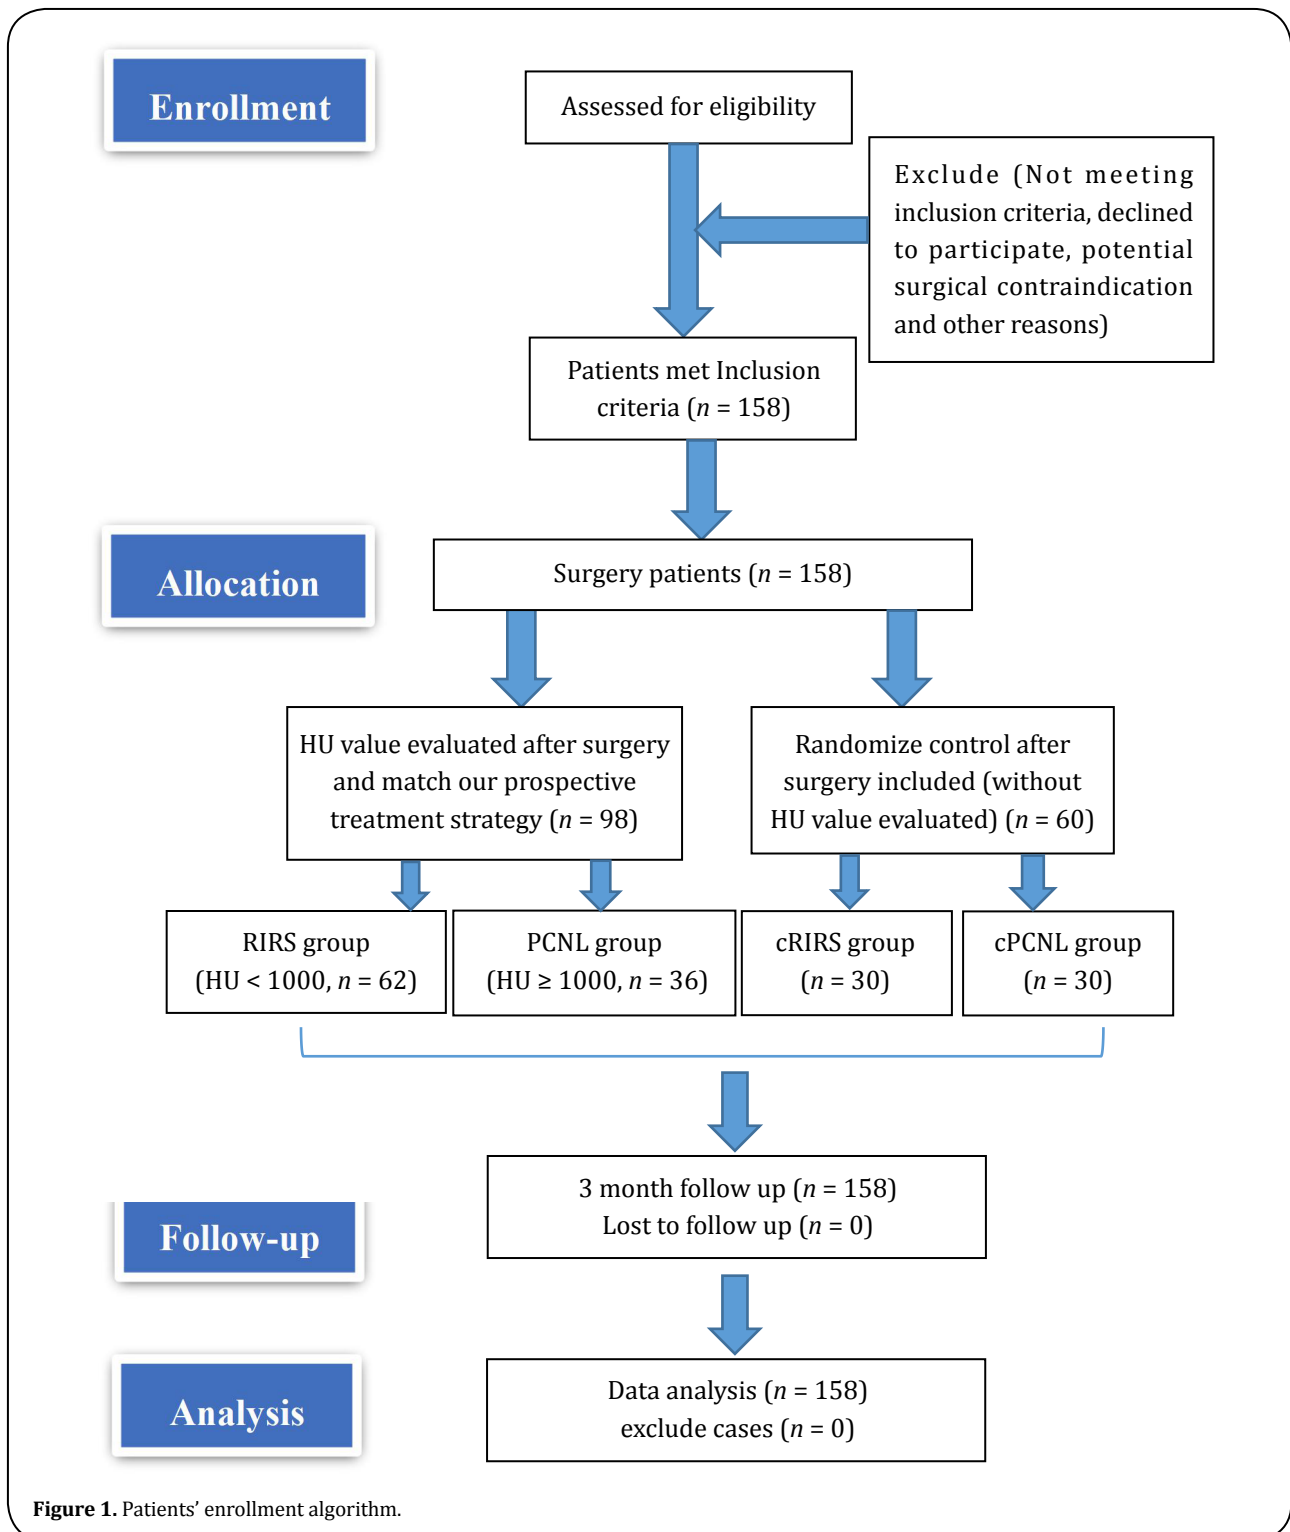 Enrollment
Assessed for eligibility
Exclude (Not meeting
inclusion criteria, declined
to participate, potential
surgical contraindication
and other reasons)
Patients met Inclusion
criteria (n = 158)
Allocation
Surgery patients (n = 158)
HU value evaluated after surgery
and match our prospective
treatment strategy (n = 98)
Randomize control after
surgery included (without
HU value evaluated) (n = 60)
RIRS group
(HU < 1000, n = 62)
PCNL group
(HU ≥ 1000, n = 36)
cRIRS group
(n = 30)
cPCNL group
(n = 30)
Follow-up
3 month follow up (n = 158)
Lost to follow up (n = 0)
Analysis
Data analysis (n = 158)
exclude cases (n = 0)
Figure 1. Patients’ enrollment algorithm.